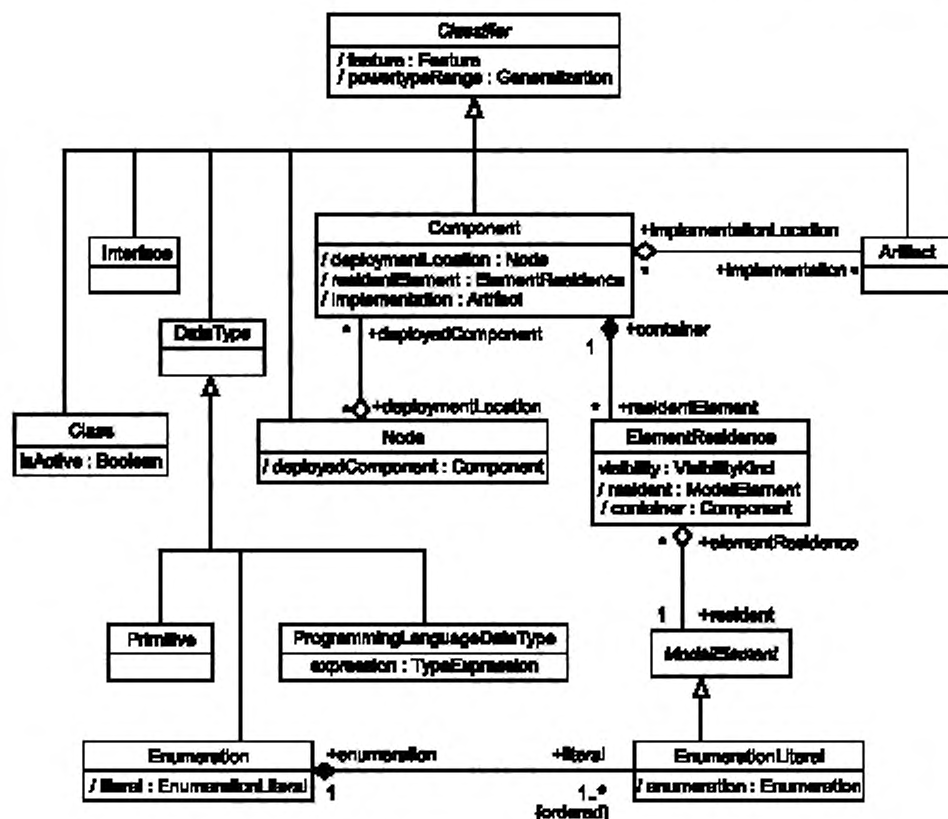 Classifier
/ feature : Feature
/ powertypeRange : Generalization
Component
/ deploymentLocation : Node
/ residentElement : ElementResidence
/ implementation : Artifact
+implementationLocation
*
+implementation *
Artifact
Interface
DataType
*
+deployedComponent
+container
1
* +deploymentLocation
* +residentElement
Class
isActive : Boolean
Node
/ deployedComponent : Component
ElementResidence
visibility : VisibilityKind
/ resident : ModelElement
/ container : Component
*
+elementResidence
1 +resident
Primitive
ProgrammingLanguageDataType
expression : TypeExpression
ModelElement
Enumeration
/ literal : EnumerationLiteral
+enumeration
1
+literal
1..*
{ordered}
EnumerationLiteral
/ enumeration : Enumeration